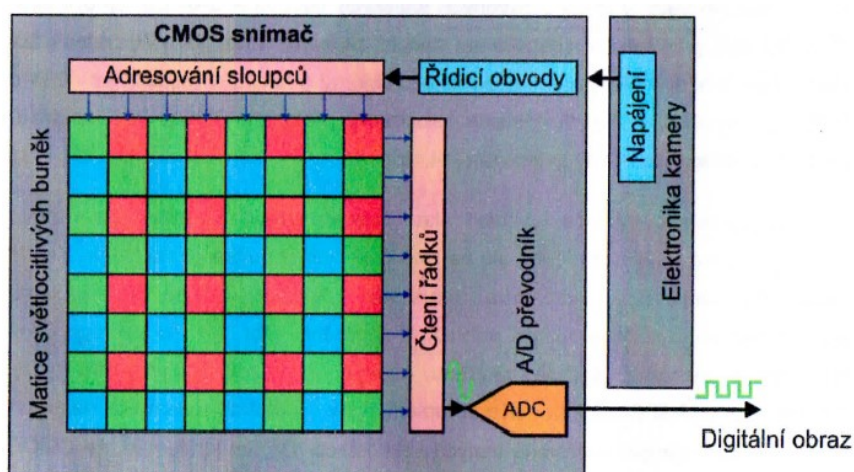 CMOS snímač
Adresování sloupců
Řídicí obvody
Napájení
Elektronika kamery
Matice světlocitlivých buněk
Čtení řádků
A/D převodník
ADC
Digitální obraz